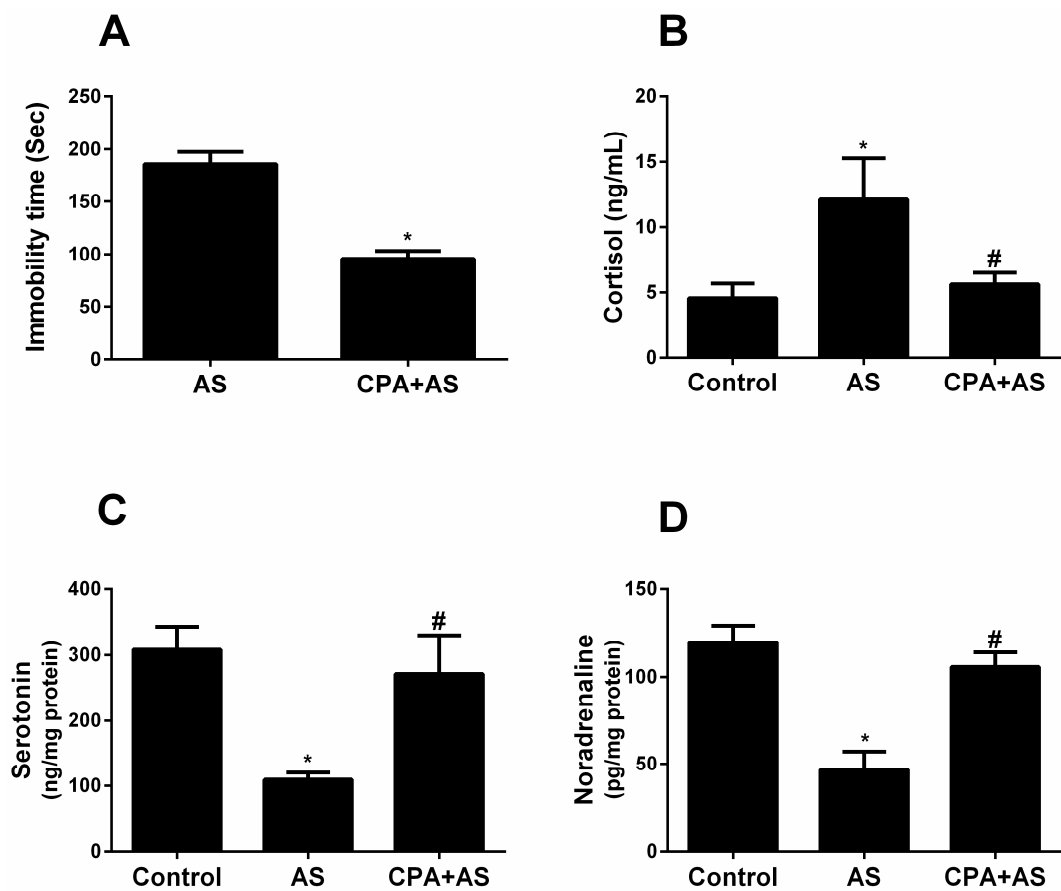 A
Immobility time (Sec)
250
200
150
100
50
0
*
AS
CPA+AS
B
Cortisol (ng/mL)
20
15
10
5
0
*
#
Control
AS
CPA+AS
C
Serotonin
(ng/mg protein)
400
300
200
100
0
*
#
Control
AS
CPA+AS
D
Noradrenaline
(pg/mg protein)
150
100
50
0
*
#
Control
AS
CPA+AS